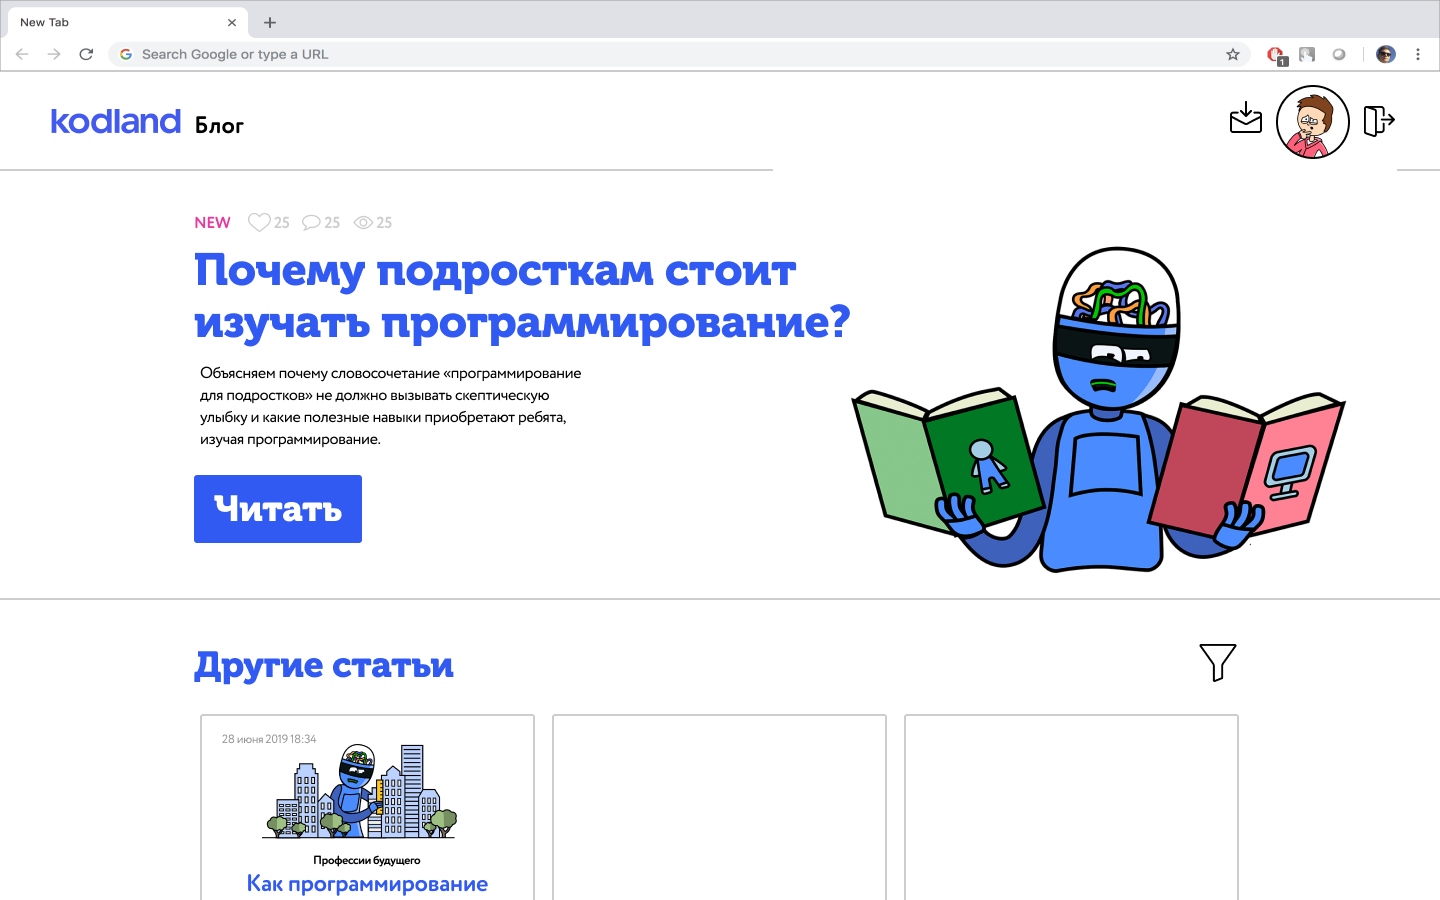 New Tab
Search Google or type a URL
1
kodland Блог
NEW 25 25 25
Почему подросткам стоит
изучать программирование?
Объясняем почему словосочетание «программирование
для подростков» не должно вызывать скептическую
улыбку и какие полезные навыки приобретают ребята,
изучая программирование.
Читать
Другие статьи
28 июня 2019 18:34
Профессии будущего
Как программирование